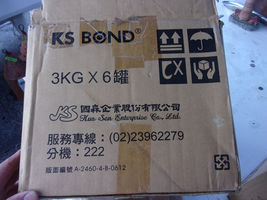 KS BOND®
3KG X 6罐
KS 國森企業股份有限公司
Kuo Sen Enterprise Co., Ltd.
服務專線：(02)23962279
分機：222
版面編號 A-2460-4-8-0612